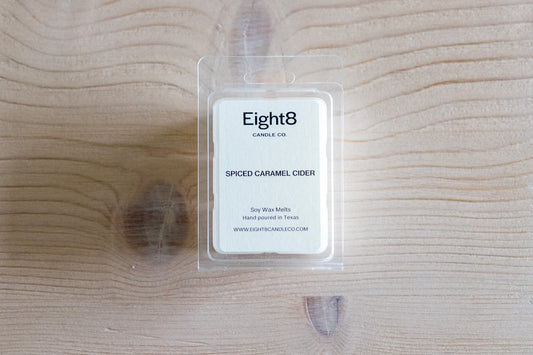 Eight8
CANDLE CO.
SPICED CARAMEL CIDER
Soy Wax Melts
Hand poured in Texas
WWW.EIGHT8CANDLECO.COM